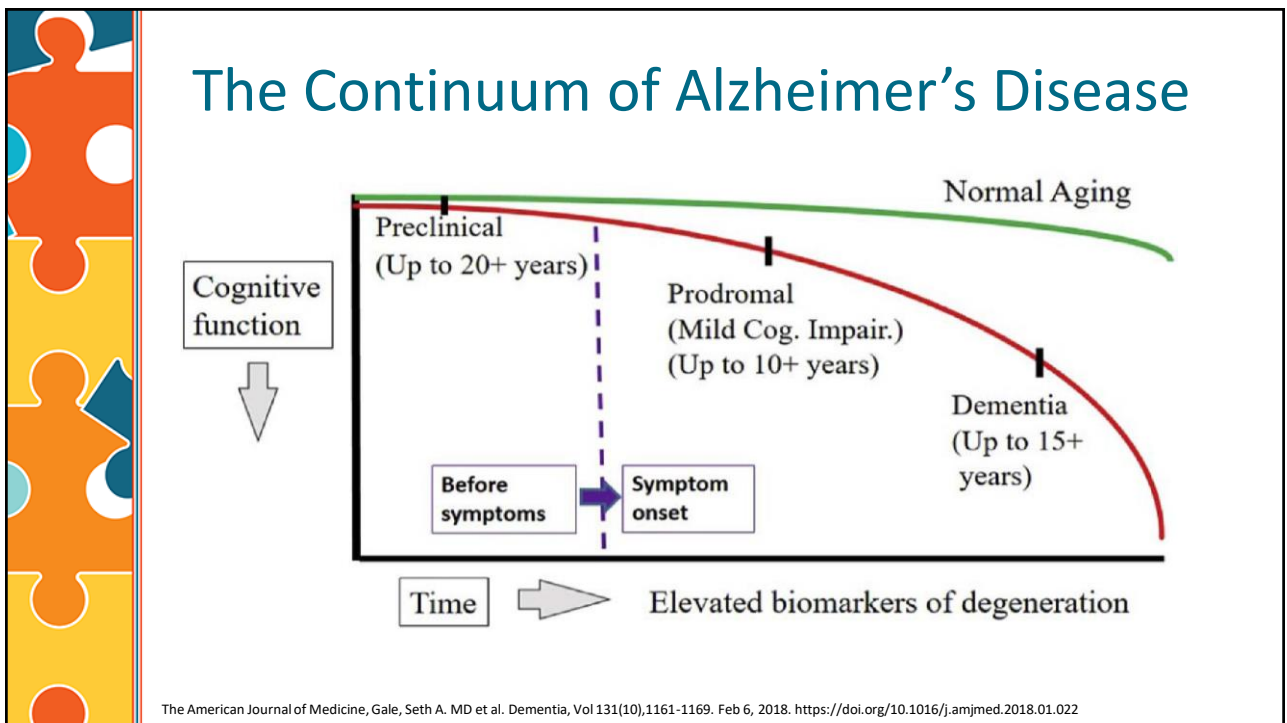 The Continuum of Alzheimer’s Disease
Normal Aging
Preclinical
(Up to 20+ years)
Cognitive
function
Prodromal
(Mild Cog. Impair.)
(Up to 10+ years)
Dementia
(Up to 15+
years)
Before
symptoms
Symptom
onset
Time
Elevated biomarkers of degeneration
The American Journal of Medicine, Gale, Seth A. MD et al. Dementia, Vol 131(10),1161-1169. Feb 6, 2018. https://doi.org/10.1016/j.amjmed.2018.01.022